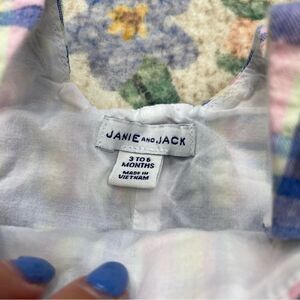 JANIE AND JACK
3 TO 6
MONTHS
MADE IN
VIETNAM